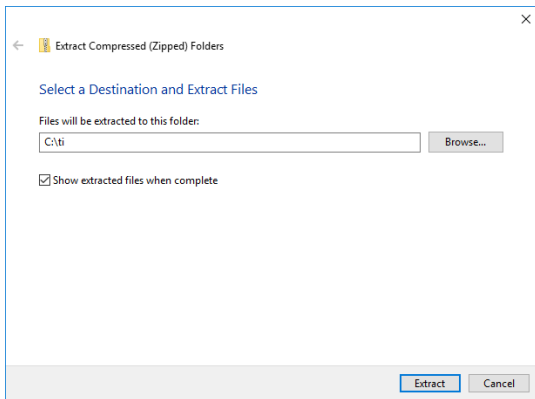 Extract Compressed (Zipped) Folders
Select a Destination and Extract Files
Files will be extracted to this folder:
C:\ti
Browse...
Show extracted files when complete
Extract
Cancel